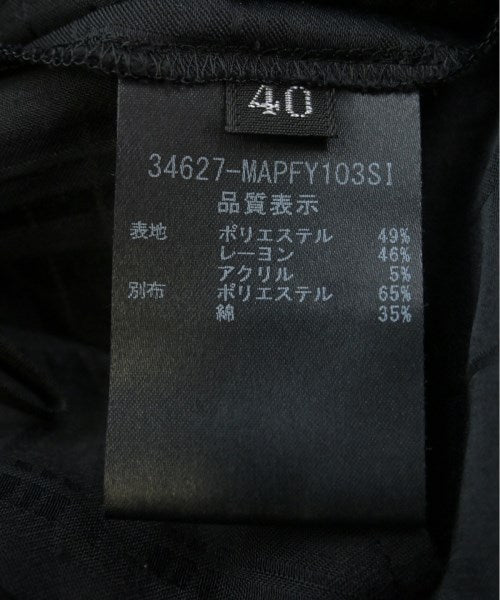 40
34627-MAPFY103SI
品質表示
表地 ポリエステル 49%
レーヨン 46%
アクリル 5%
別布 ポリエステル 65%
綿 35%